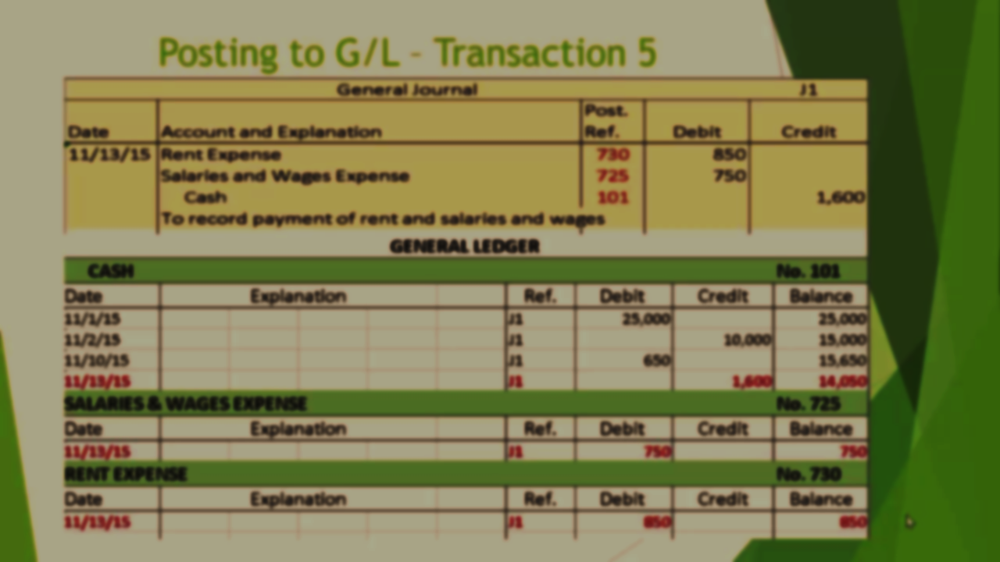 Posting to G/L – Transaction 5
General Journal J1
Post.
Date Account and Explanation Ref. Debit Credit
11/13/15 Rent Expense 730 850
Salaries and Wages Expense 725 750
Cash 101 1,600
To record payment of rent and salaries and wages
GENERAL LEDGER
CASH No. 101
Date Explanation Ref. Debit Credit Balance
11/1/15 J1 25,000 25,000
11/2/15 J1 10,000 15,000
11/10/15 J1 650 15,650
11/13/15 J1 1,600 14,050
SALARIES & WAGES EXPENSE No. 725
Date Explanation Ref. Debit Credit Balance
11/13/15 J1 750 750
RENT EXPENSE No. 730
Date Explanation Ref. Debit Credit Balance
11/13/15 J1 850 850